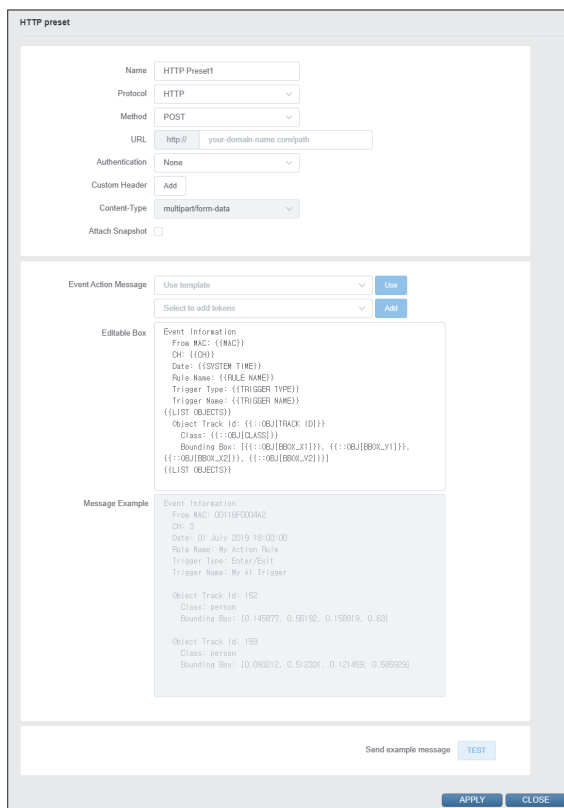 HTTP preset
Name HTTP Preset1
Protocol HTTP
Method POST
URL http:// your-domain-name.com/path
Authentication None
Custom Header Add
Content-Type multipart/form-data
Attach Snapshot
Event Action Message Use template Use
Select to add tokens Add
Editable Box Event Information
From MAC: {{MAC}}
CH: {{CH}}
Date: {{SYSTEM TIME}}
Rule Name: {{RULE NAME}}
Trigger Type: {{TRIGGER TYPE}}
Trigger Name: {{TRIGGER NAME}}
{{LIST OBJECTS}}
Object Track Id: {{::OBJ[TRACK ID]}}
Class: {{::OBJ[CLASS]}}
Bounding Box: [{{::OBJ[BBOX_X1]}}, {{::OBJ[BBOX_Y1]}},
{{::OBJ[BBOX_X2]}}, {{::OBJ[BBOX_Y2]}}]
{{LIST OBJECTS}}
Message Example Event Information
From MAC: 00116F0004A2
CH: 3
Date: 01 July 2019 18:00:00
Rule Name: My Action Rule
Trigger Type: Enter/Exit
Trigger Name: My AI Trigger
Object Track Id: 152
Class: person
Bounding Box: [0.145877, 0.56192, 0.158819, 0.63]
Object Track Id: 159
Class: person
Bounding Box: [0.093212, 0.512331, 0.121459, 0.585929]
Send example message TEST
APPLY CLOSE